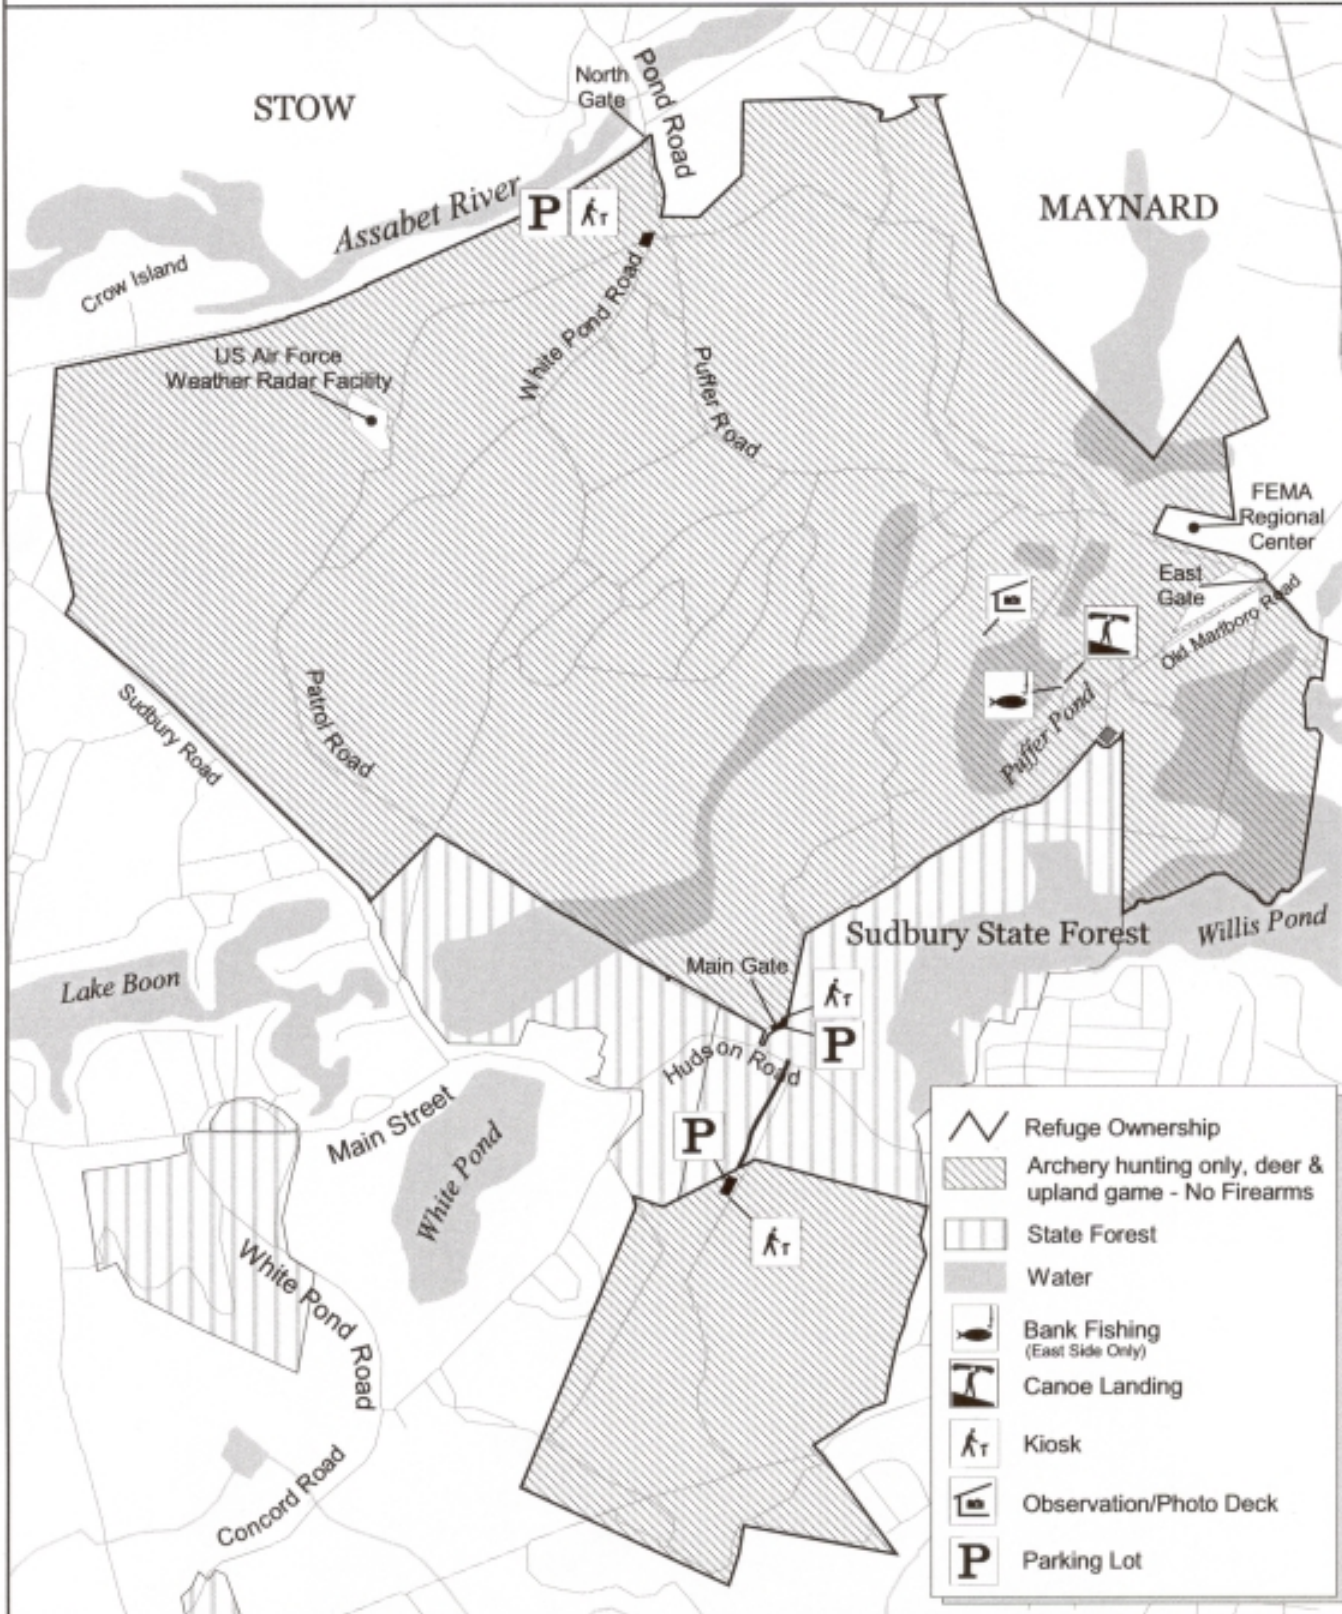 Pond Road
North
Gate
STOW
Assabet River
P
MAYNARD
Crow Island
US Air Force
Weather Radar Facility
White Pond Road
Puffer Road
FEMA
Regional
Center
East
Gate
Old Marlboro Road
Sudbury Road
Patrol Road
Puffer Pond
Sudbury State Forest
Willis Pond
Main Gate
Lake Boon
P
Hudson Road
Main Street
P
White Pond
White Pond Road
Concord Road
Refuge Ownership
Archery hunting only, deer &
upland game - No Firearms
State Forest
Water
Bank Fishing
(East Side Only)
Canoe Landing
Kiosk
Observation/Photo Deck
P
Parking Lot